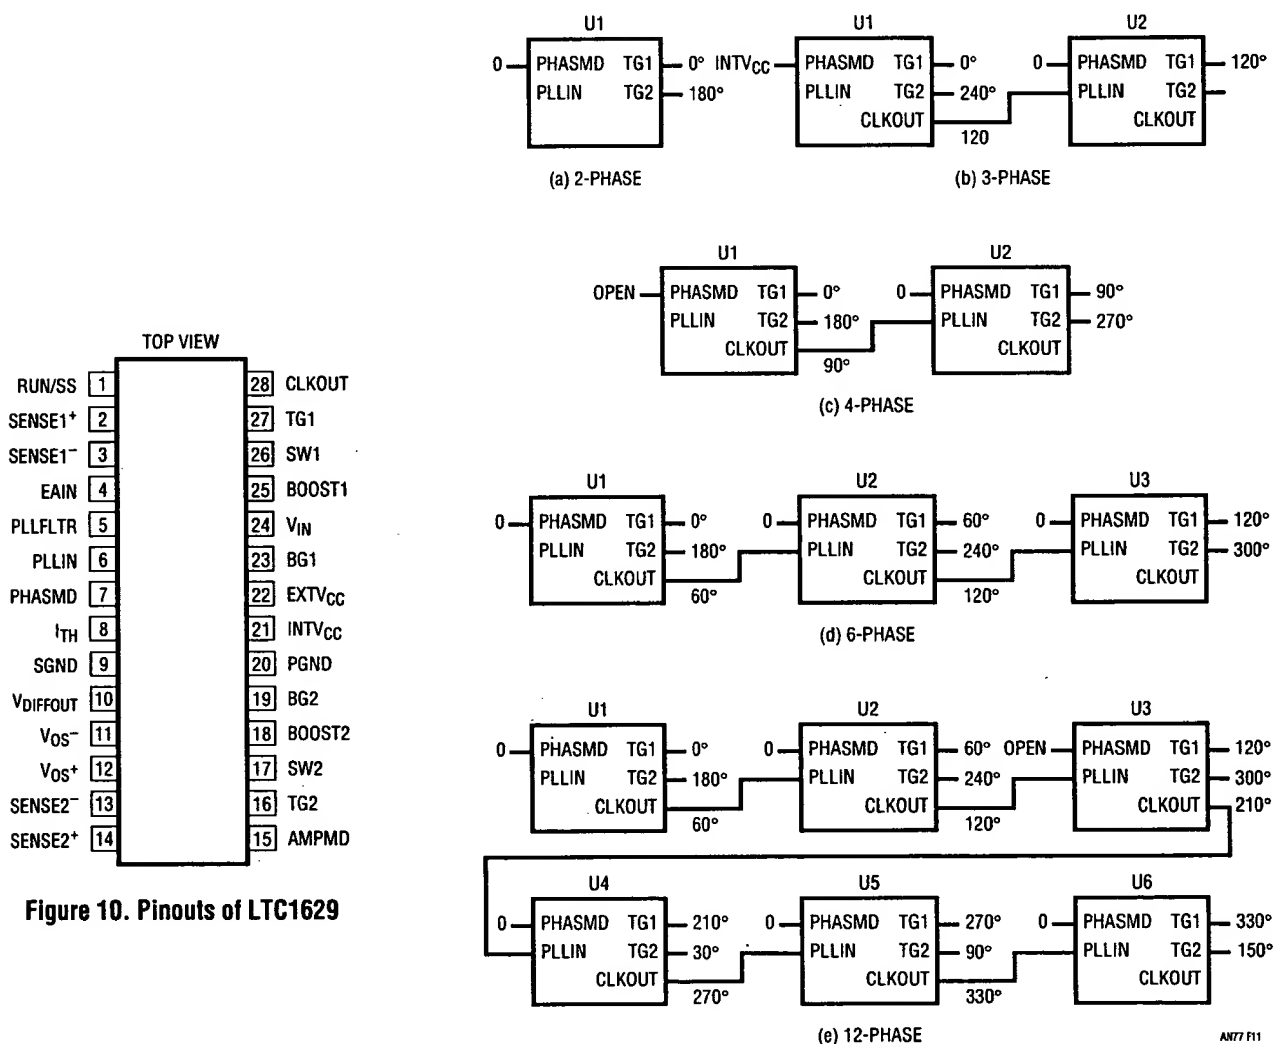 TOP VIEW
RUN/SS 1 28 CLKOUT
SENSE1+ 2 27 TG1
SENSE1− 3 26 SW1
EAIN 4 25 BOOST1
PLLFLTR 5 24 VIN
PLLIN 6 23 BG1
PHASMD 7 22 EXTVCC
ITH 8 21 INTVCC
SGND 9 20 PGND
VDIFFOUT 10 19 BG2
VOS− 11 18 BOOST2
VOS+ 12 17 SW2
SENSE2− 13 16 TG2
SENSE2+ 14 15 AMPMD
Figure 10. Pinouts of LTC1629
U1
0 PHASMD TG1 0°
PLLIN TG2 180°
(a) 2-PHASE
U1 U2
INTVCC PHASMD TG1 0° 0 PHASMD TG1 120°
PLLIN TG2 240° PLLIN TG2
CLKOUT
120
(b) 3-PHASE
U1 U2
OPEN PHASMD TG1 0° 0 PHASMD TG1 90°
PLLIN TG2 180° PLLIN TG2 270°
CLKOUT CLKOUT
90°
(c) 4-PHASE
U1 U2 U3
0 PHASMD TG1 0° 0 PHASMD TG1 60° 0 PHASMD TG1 120°
PLLIN TG2 180° PLLIN TG2 240° PLLIN TG2 300°
CLKOUT CLKOUT CLKOUT
60° 120°
(d) 6-PHASE
U1 U2 U3
0 PHASMD TG1 0° 0 PHASMD TG1 60° OPEN PHASMD TG1 120°
PLLIN TG2 180° PLLIN TG2 240° PLLIN TG2 300°
CLKOUT CLKOUT CLKOUT 210°
60° 120°
U4 U5 U6
0 PHASMD TG1 210° 0 PHASMD TG1 270° 0 PHASMD TG1 330°
PLLIN TG2 30° PLLIN TG2 90° PLLIN TG2 150°
CLKOUT CLKOUT CLKOUT
270° 330°
(e) 12-PHASE
AN77 F11